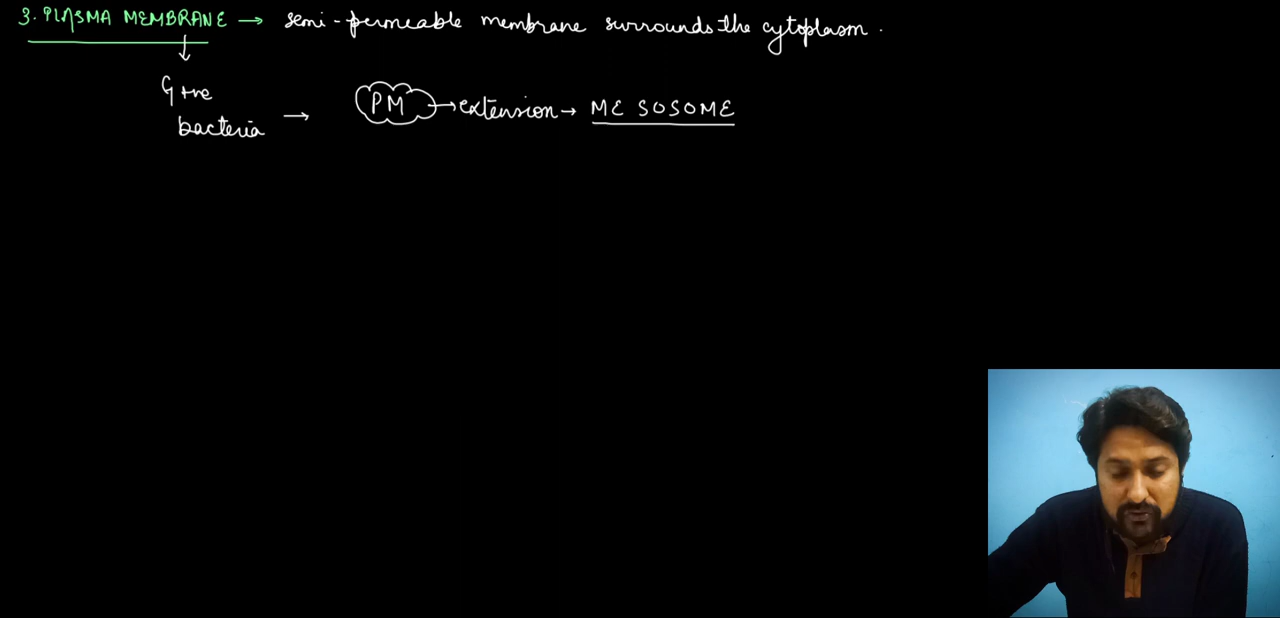 3. PLASMA MEMBRANE → semi-permeable membrane surrounds the cytoplasm.
G +ve
bacteria → PM → extension → MESOSOME